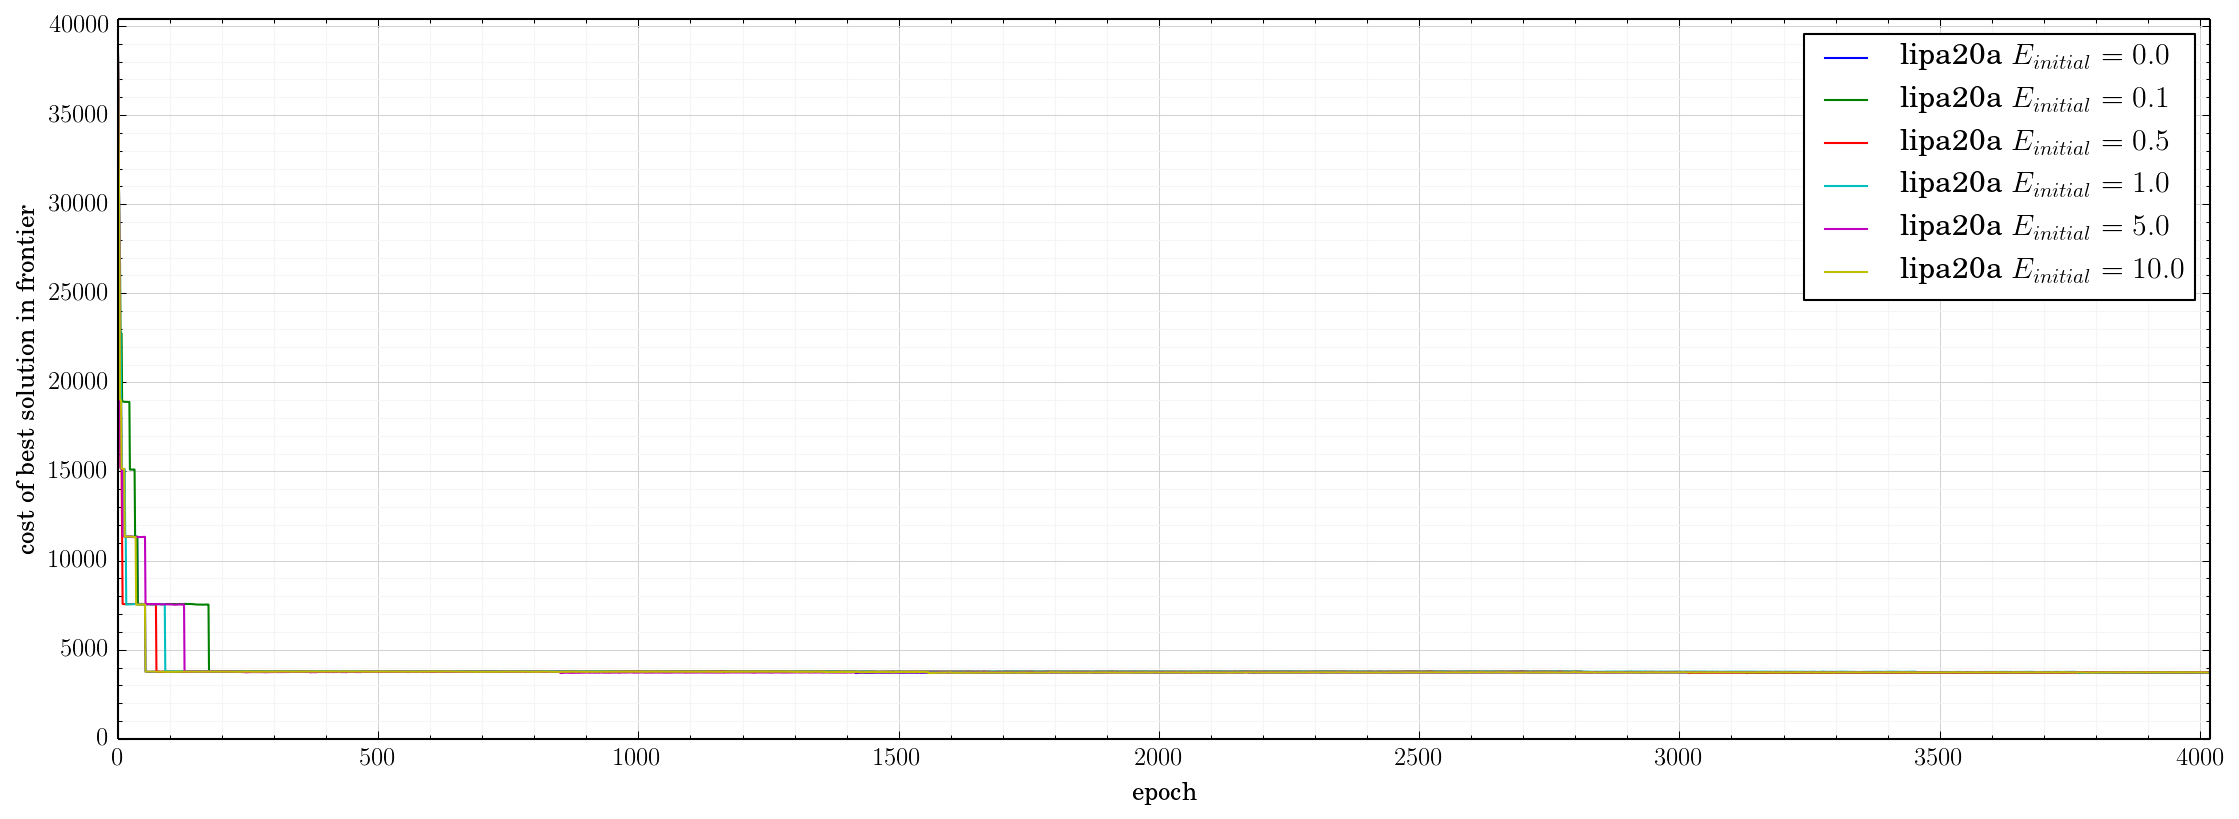 40000
35000
30000
25000
20000
15000
10000
5000
0
cost of best solution in frontier
0 500 1000 1500 2000 2500 3000 3500 4000
epoch
lipa20a E_initial = 0.0
lipa20a E_initial = 0.1
lipa20a E_initial = 0.5
lipa20a E_initial = 1.0
lipa20a E_initial = 5.0
lipa20a E_initial = 10.0